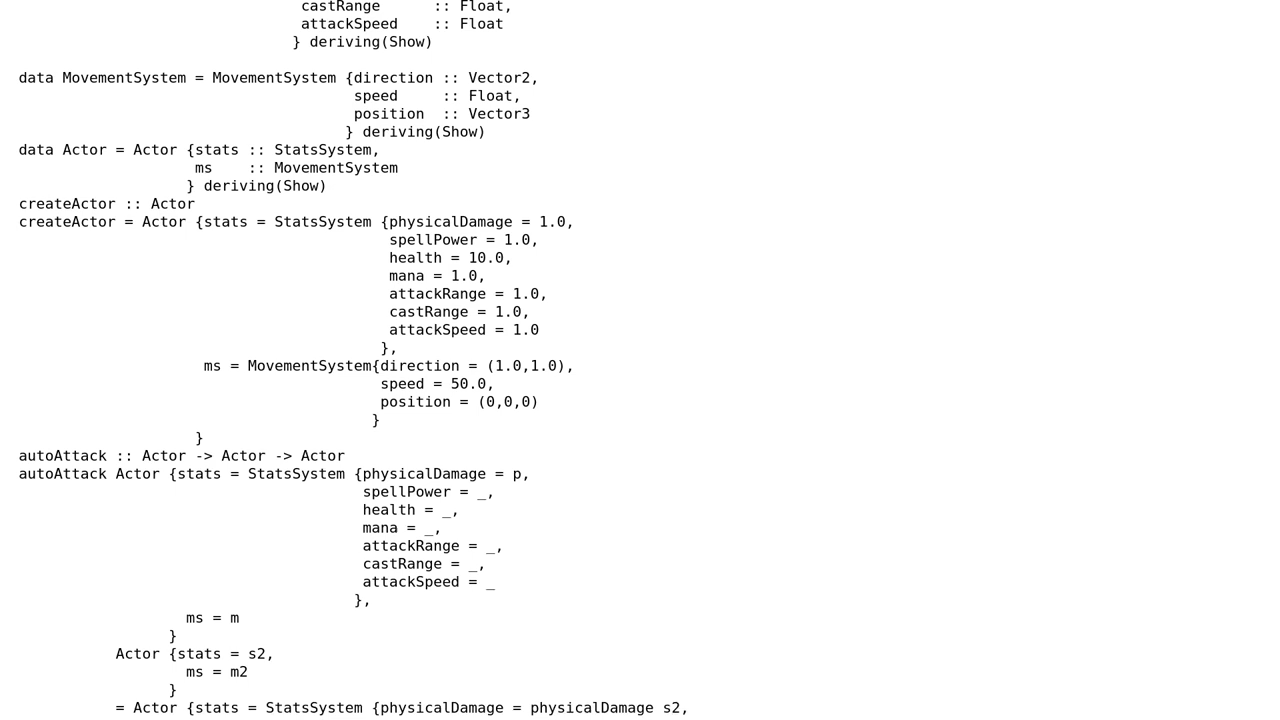 castRange      :: Float,
attackSpeed    :: Float
} deriving(Show)
data MovementSystem = MovementSystem {direction :: Vector2,
speed     :: Float,
position  :: Vector3
} deriving(Show)
data Actor = Actor {stats :: StatsSystem,
ms    :: MovementSystem
} deriving(Show)
createActor :: Actor
createActor = Actor {stats = StatsSystem {physicalDamage = 1.0,
spellPower = 1.0,
health = 10.0,
mana = 1.0,
attackRange = 1.0,
castRange = 1.0,
attackSpeed = 1.0
},
ms = MovementSystem{direction = (1.0,1.0),
speed = 50.0,
position = (0,0,0)
}
}
autoAttack :: Actor -> Actor -> Actor
autoAttack Actor {stats = StatsSystem {physicalDamage = p,
spellPower = _,
health = _,
mana = _,
attackRange = _,
castRange = _,
attackSpeed = _
},
ms = m
}
Actor {stats = s2,
ms = m2
}
= Actor {stats = StatsSystem {physicalDamage = physicalDamage s2,